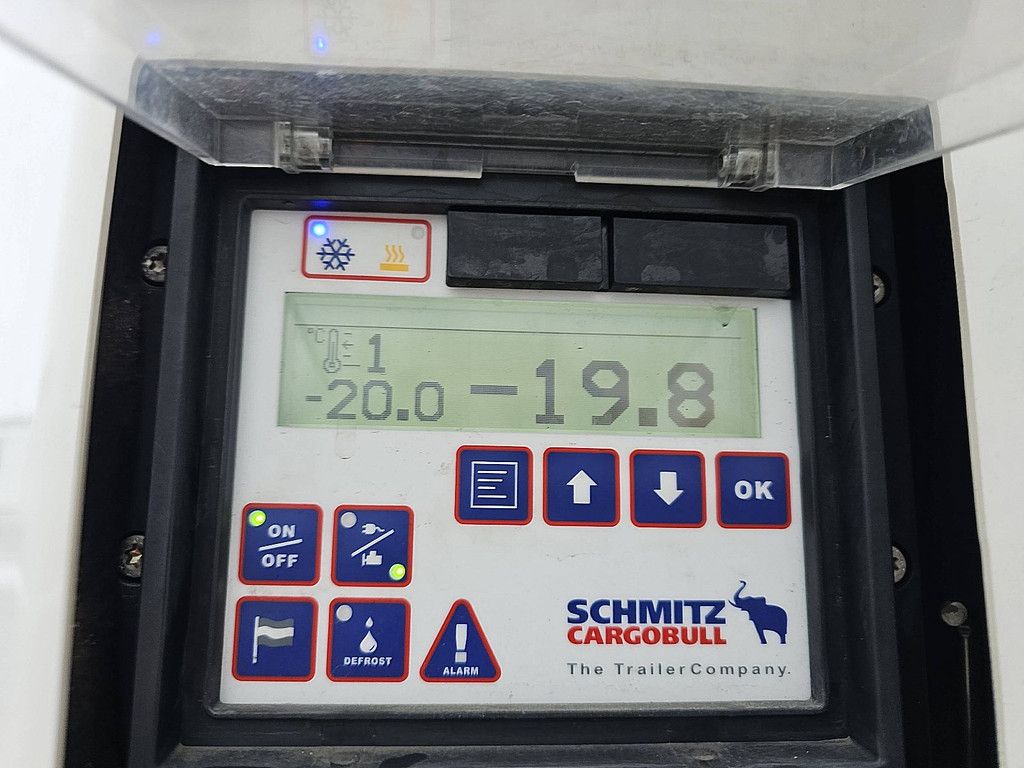 °C 1
-20.0 -19.8
OK
ON
OFF
DEFROST
ALARM
SCHMITZ
CARGOBULL
The TrailerCompany.